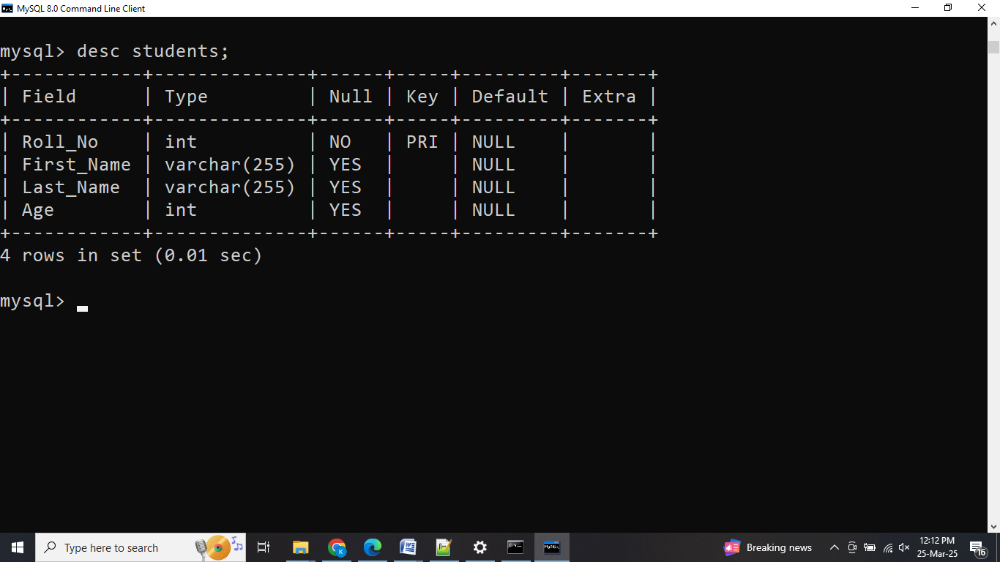 MySQL 8.0 Command Line Client
mysql> desc students;
+------------+--------------+------+-----+---------+-------+
| Field      | Type         | Null | Key | Default | Extra |
+------------+--------------+------+-----+---------+-------+
| Roll_No    | int          | NO   | PRI | NULL    |       |
| First_Name | varchar(255) | YES  |     | NULL    |       |
| Last_Name  | varchar(255) | YES  |     | NULL    |       |
| Age        | int          | YES  |     | NULL    |       |
+------------+--------------+------+-----+---------+-------+
4 rows in set (0.01 sec)
mysql>
Type here to search
Breaking news
12:12 PM
25-Mar-25
16